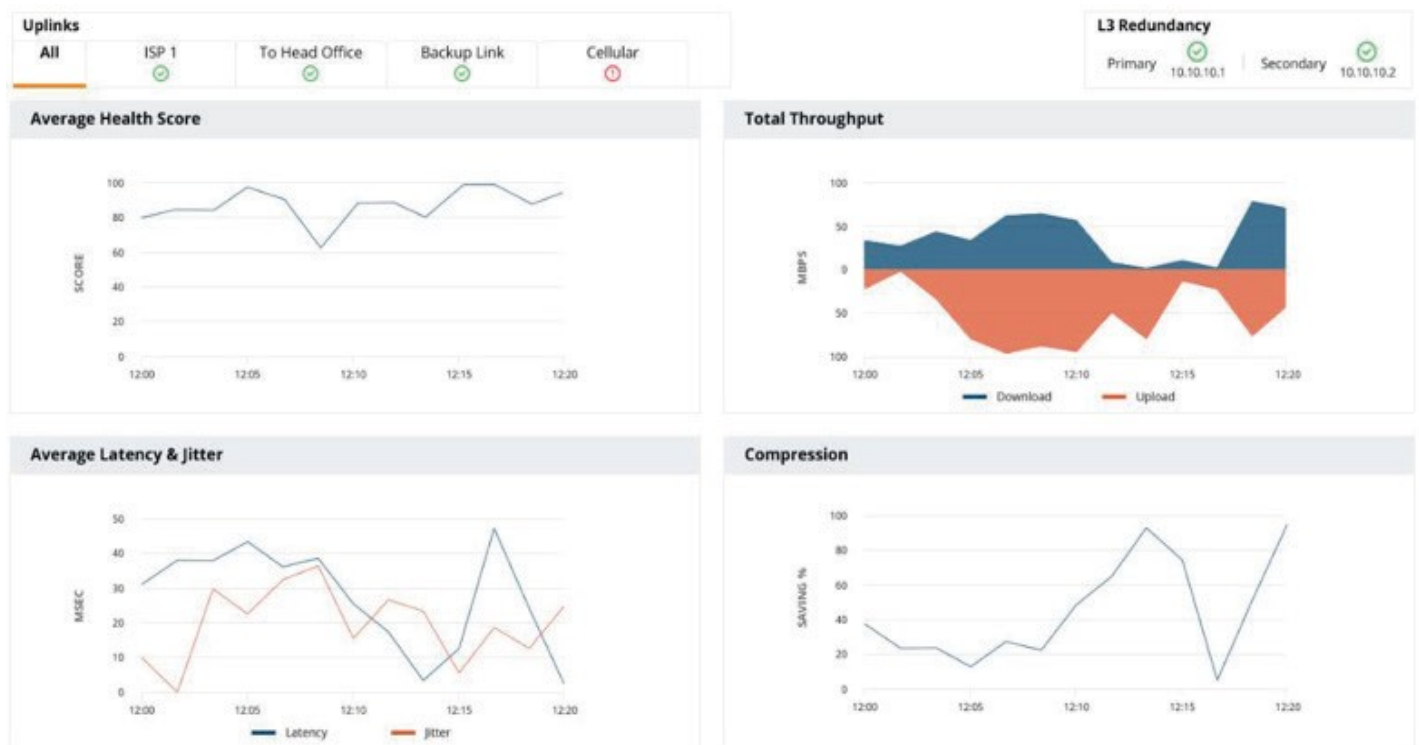 Uplinks
All ISP 1 To Head Office Backup Link Cellular
L3 Redundancy
Primary 10.10.10.1 Secondary 10.10.10.2
Average Health Score
100
80
60
40
20
0
SCORE
12:00 12:05 12:10 12:15 12:20
Total Throughput
100
50
0
50
100
MBPS
12:00 12:05 12:10 12:15 12:20
Download Upload
Average Latency & Jitter
50
40
30
20
10
0
MSEC
12:00 12:05 12:10 12:15 12:20
Latency Jitter
Compression
100
80
60
40
20
0
SAVING %
12:00 12:05 12:10 12:15 12:20